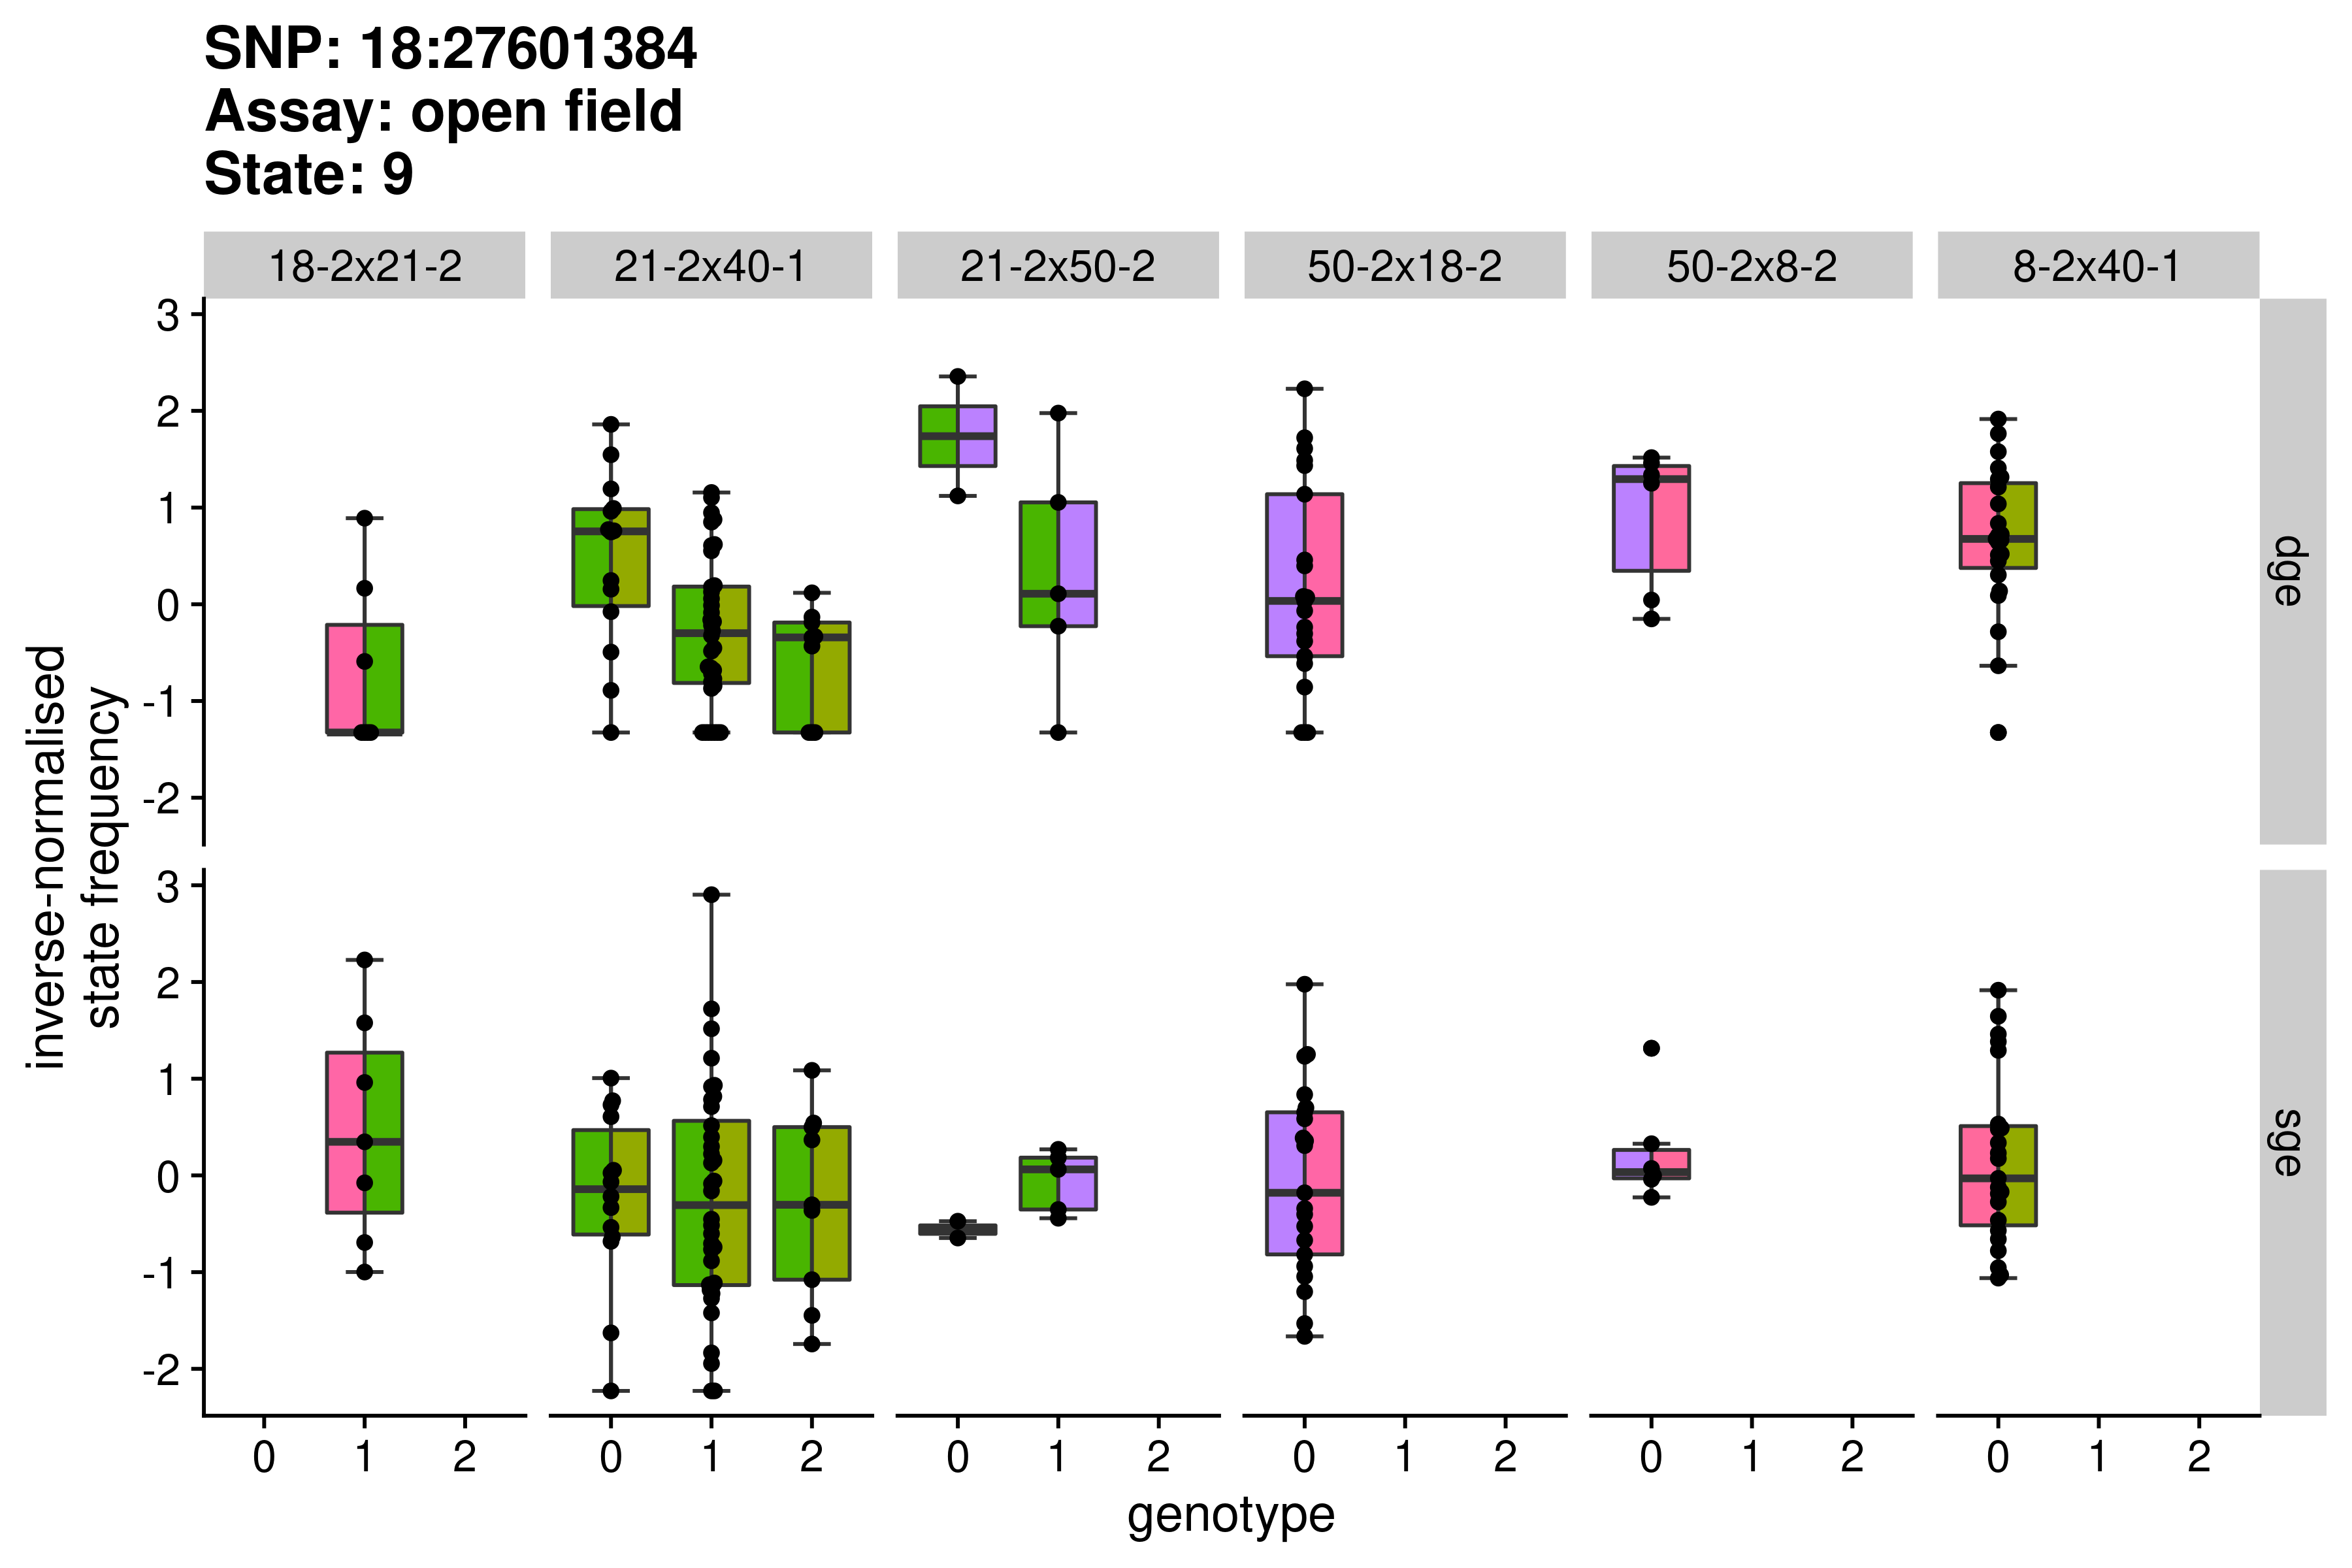 SNP: 18:27601384
Assay: open field
State: 9
18-2x21-2
21-2x40-1
21-2x50-2
50-2x18-2
50-2x8-2
8-2x40-1
3
2
1
0
-1
-2
dge
3
2
1
0
-1
-2
sge
inverse-normalised
state frequency
0 1 2
0 1 2
0 1 2
0 1 2
0 1 2
0 1 2
genotype